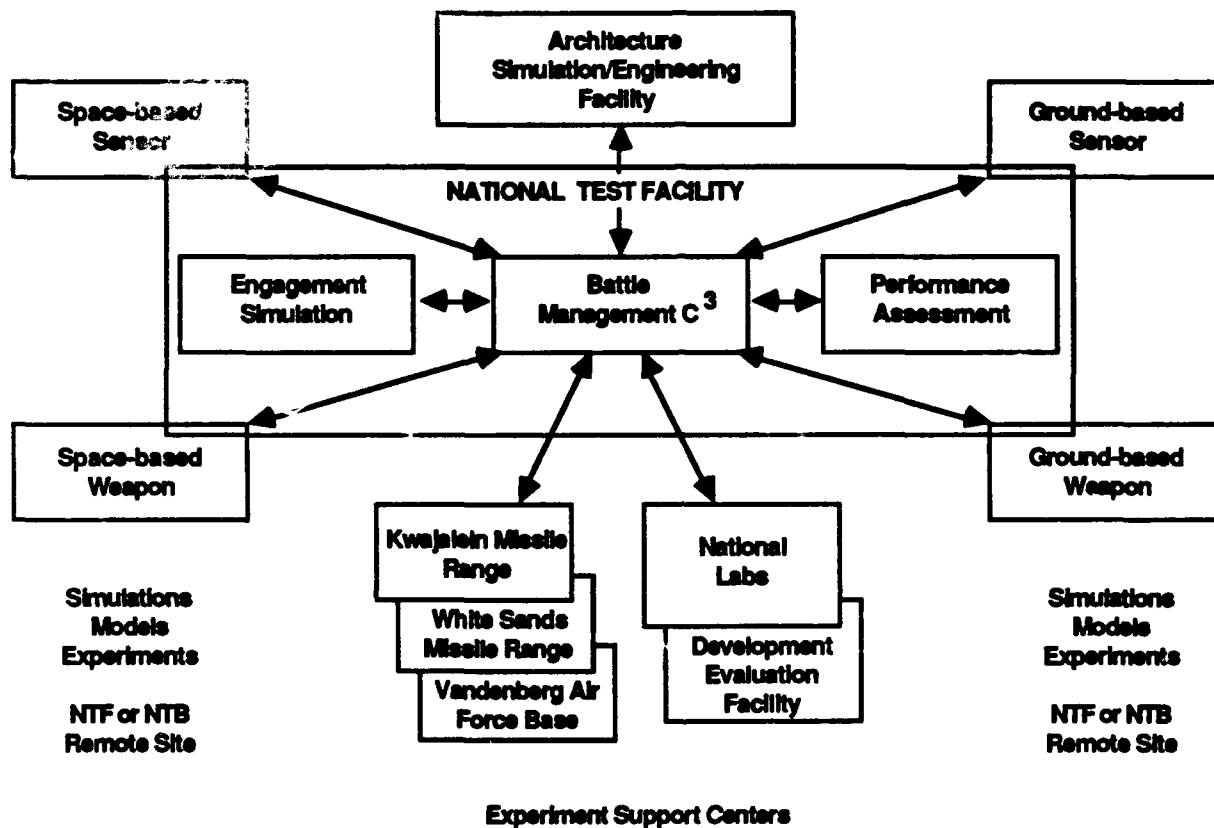 Architecture
Simulation/Engineering
Facility
Space-based
Sensor
Ground-based
Sensor
NATIONAL TEST FACILITY
Engagement
Simulation
Battle
Management C³
Performance
Assessment
Space-based
Weapon
Ground-based
Weapon
Kwajalein Missile
Range
White Sands
Missile Range
Vandenberg Air
Force Base
National
Labs
Development
Evaluation
Facility
Simulations
Models
Experiments
NTF or NTB
Remote Site
Simulations
Models
Experiments
NTF or NTB
Remote Site
Experiment Support Centers